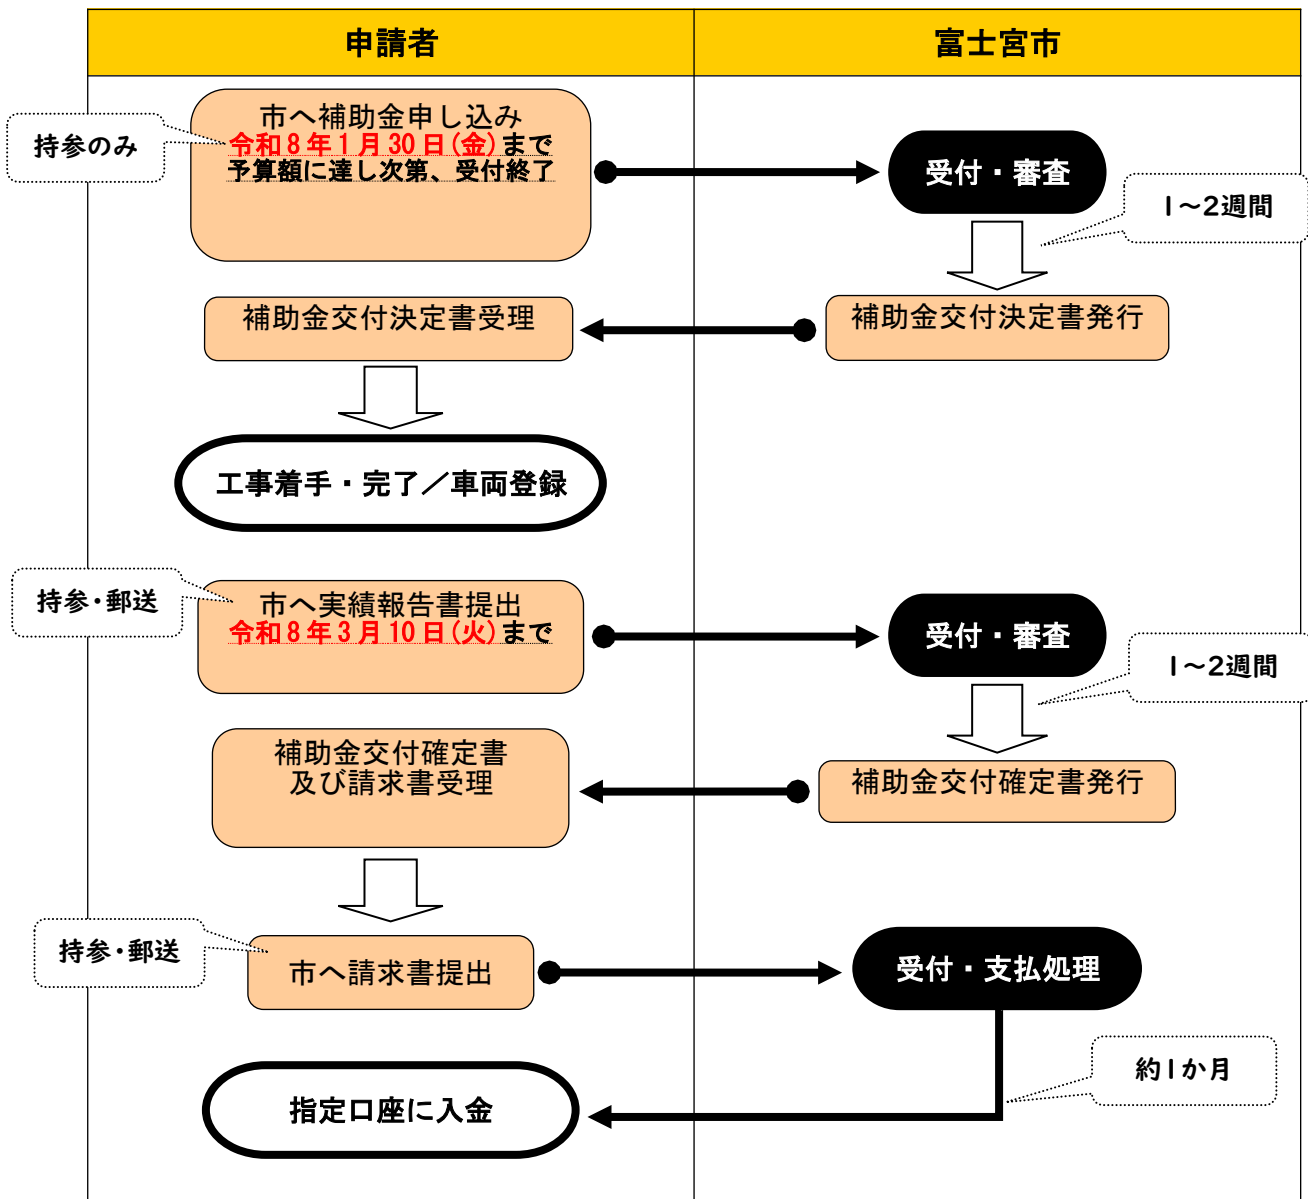 申請者
富士宮市
持参のみ
市へ補助金申し込み
令和8年1月30日(金)まで
予算額に達し次第、受付終了
受付・審査
1～2週間
補助金交付決定書受理
補助金交付決定書発行
工事着手・完了／車両登録
持参・郵送
市へ実績報告書提出
令和8年3月10日(火)まで
受付・審査
1～2週間
補助金交付確定書
及び請求書受理
補助金交付確定書発行
持参・郵送
市へ請求書提出
受付・支払処理
約1か月
指定口座に入金